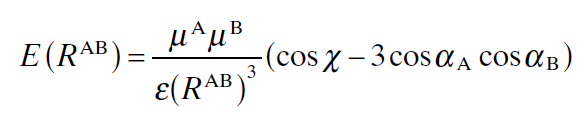 E(R^AB) = μ^A μ^B / ε(R^AB)^3 (cos χ – 3 cos α_A cos α_B)